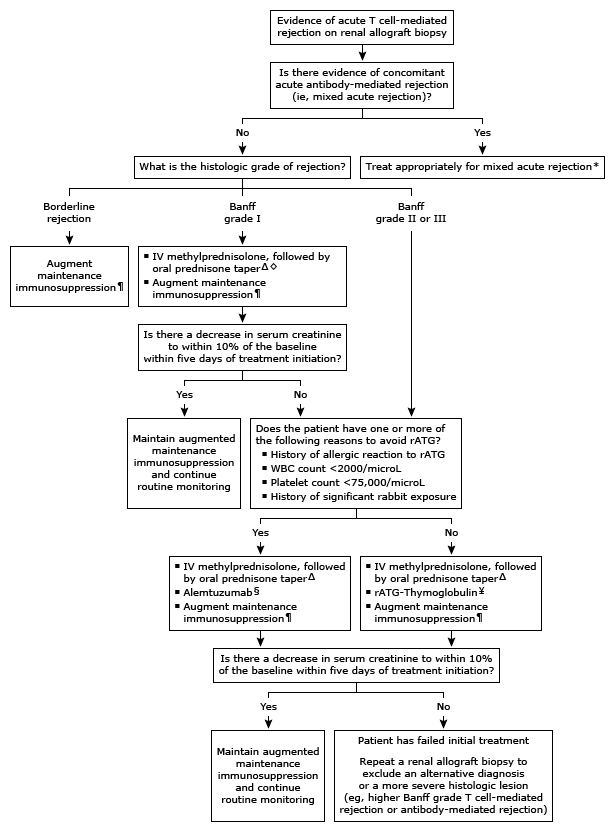 Evidence of acute T cell-mediated
rejection on renal allograft biopsy
Is there evidence of concomitant
acute antibody-mediated rejection
(ie, mixed acute rejection)?
No
Yes
What is the histologic grade of rejection?
Treat appropriately for mixed acute rejection*
Borderline
rejection
Banff
grade I
Banff
grade II or III
Augment
maintenance
immunosuppression¶
▪ IV methylprednisolone, followed by
oral prednisone taperΔ◇
▪ Augment maintenance
immunosuppression¶
Is there a decrease in serum creatinine
to within 10% of the baseline
within five days of treatment initiation?
Yes
No
Maintain augmented
maintenance
immunosuppression
and continue
routine monitoring
Does the patient have one or more of
the following reasons to avoid rATG?
▪ History of allergic reaction to rATG
▪ WBC count <2000/microL
▪ Platelet count <75,000/microL
▪ History of significant rabbit exposure
Yes
No
▪ IV methylprednisolone, followed
by oral prednisone taperΔ
▪ Alemtuzumab§
▪ Augment maintenance
immunosuppression¶
▪ IV methylprednisolone, followed
by oral prednisone taperΔ
▪ rATG-Thymoglobulin¥
▪ Augment maintenance
immunosuppression¶
Is there a decrease in serum creatinine to within 10%
of the baseline within five days of treatment initiation?
Yes
No
Maintain augmented
maintenance
immunosuppression
and continue
routine monitoring
Patient has failed initial treatment
Repeat a renal allograft biopsy to
exclude an alternative diagnosis
or a more severe histologic lesion
(eg, higher Banff grade T cell-mediated
rejection or antibody-mediated rejection)